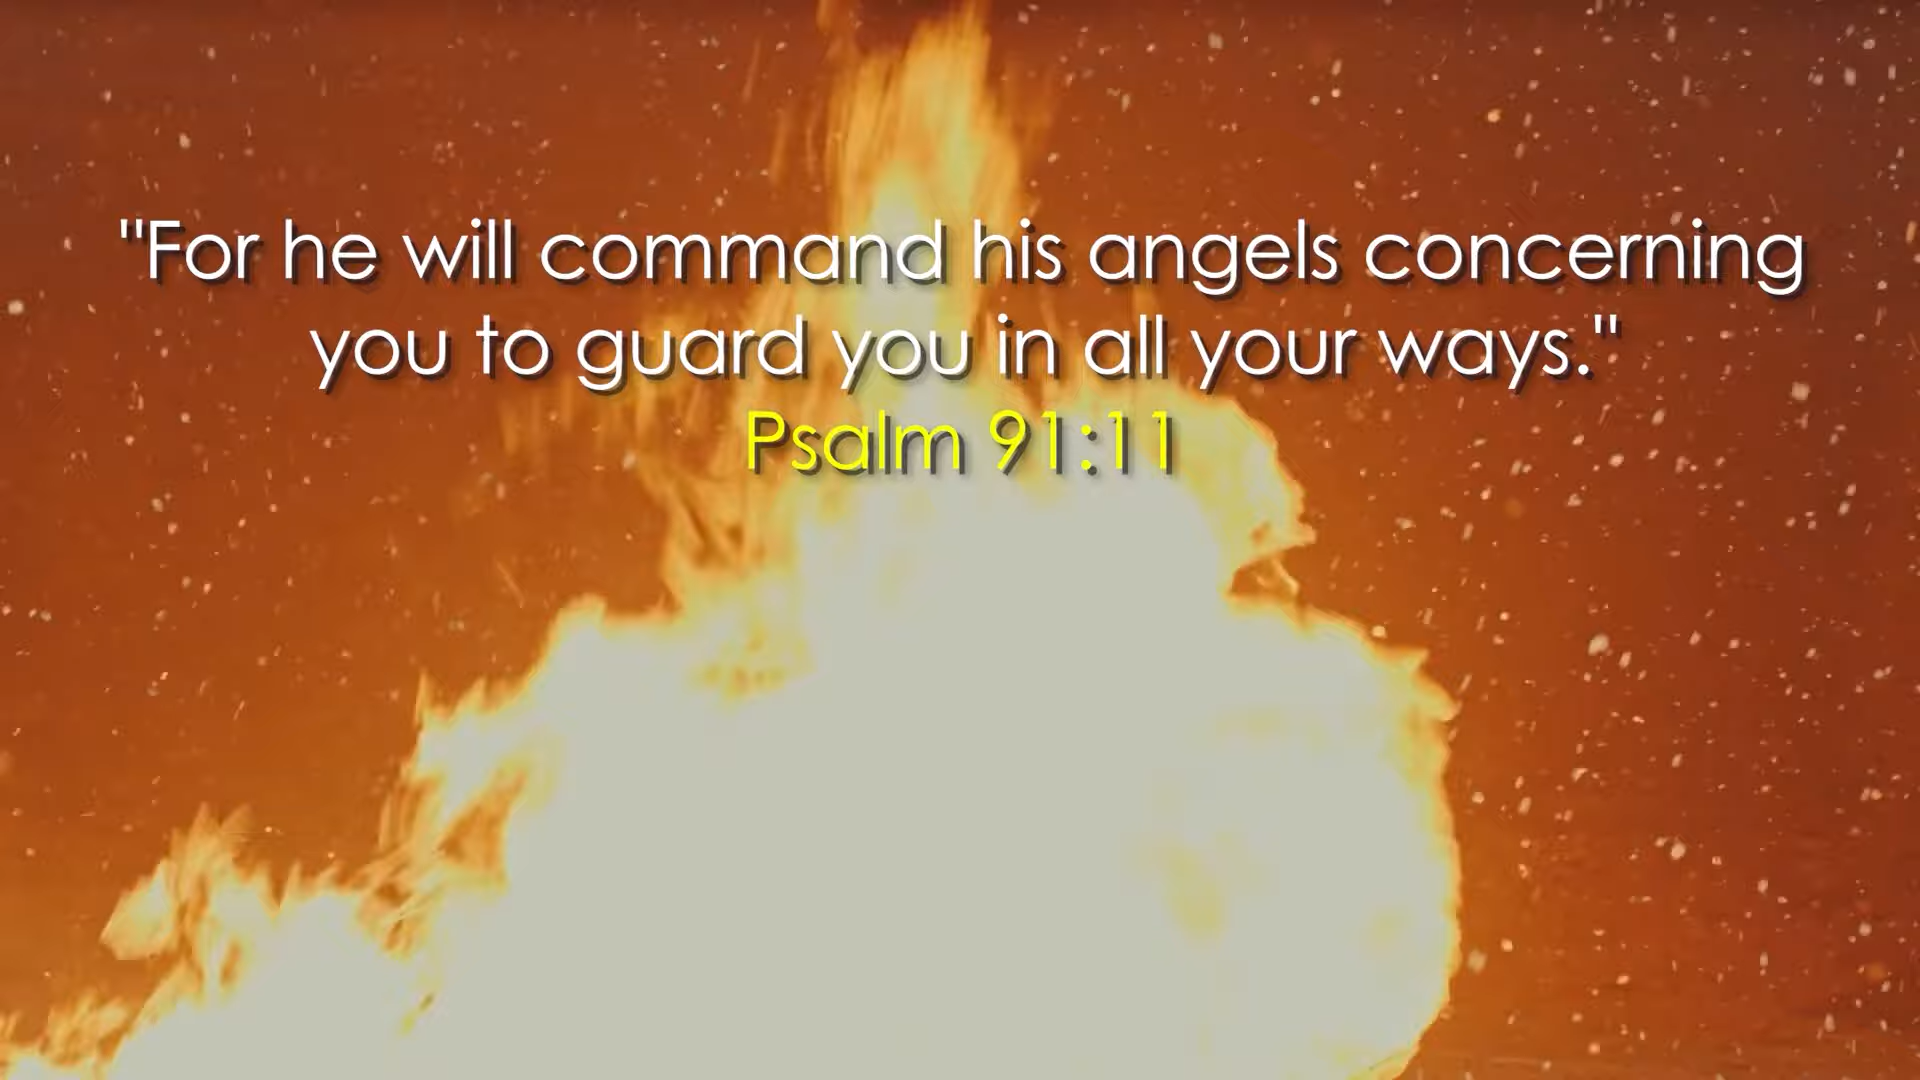 "For he will command his angels concerning
you to guard you in all your ways."
Psalm 91:11